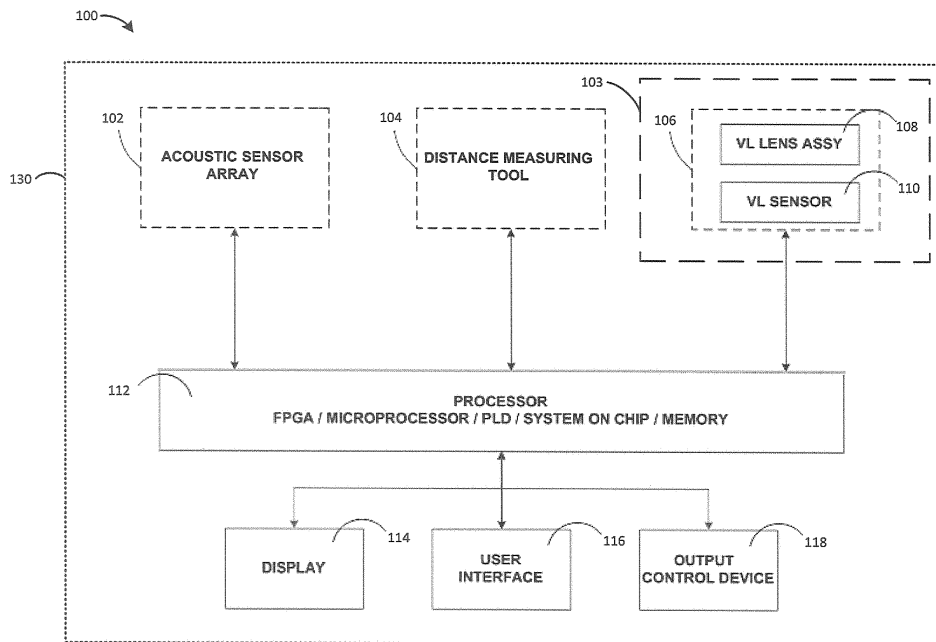 100
103
102
ACOUSTIC SENSOR
ARRAY
104
DISTANCE MEASURING
TOOL
106
VL LENS ASSY
108
VL SENSOR
110
130
112
PROCESSOR
FPGA / MICROPROCESSOR / PLD / SYSTEM ON CHIP / MEMORY
DISPLAY
114
USER
INTERFACE
116
OUTPUT
CONTROL DEVICE
118